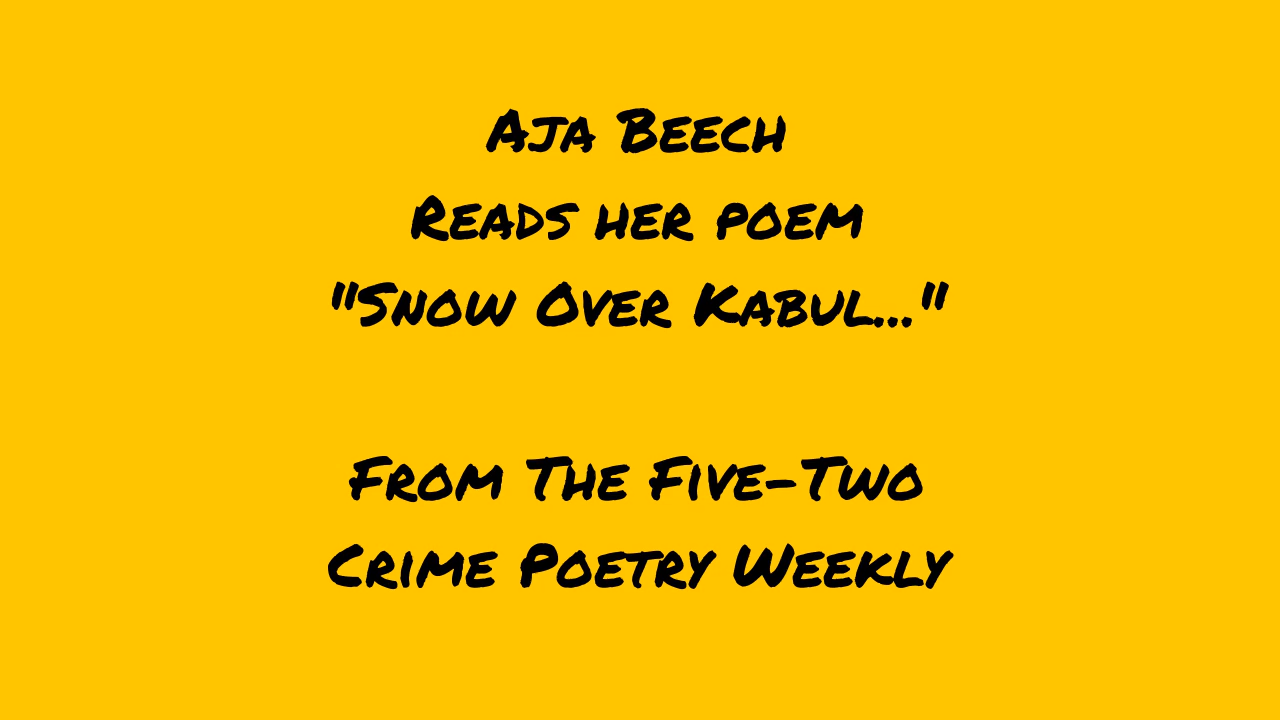 Aja Beech
Reads her poem
"Snow Over Kabul..."
From The Five-Two
Crime Poetry Weekly